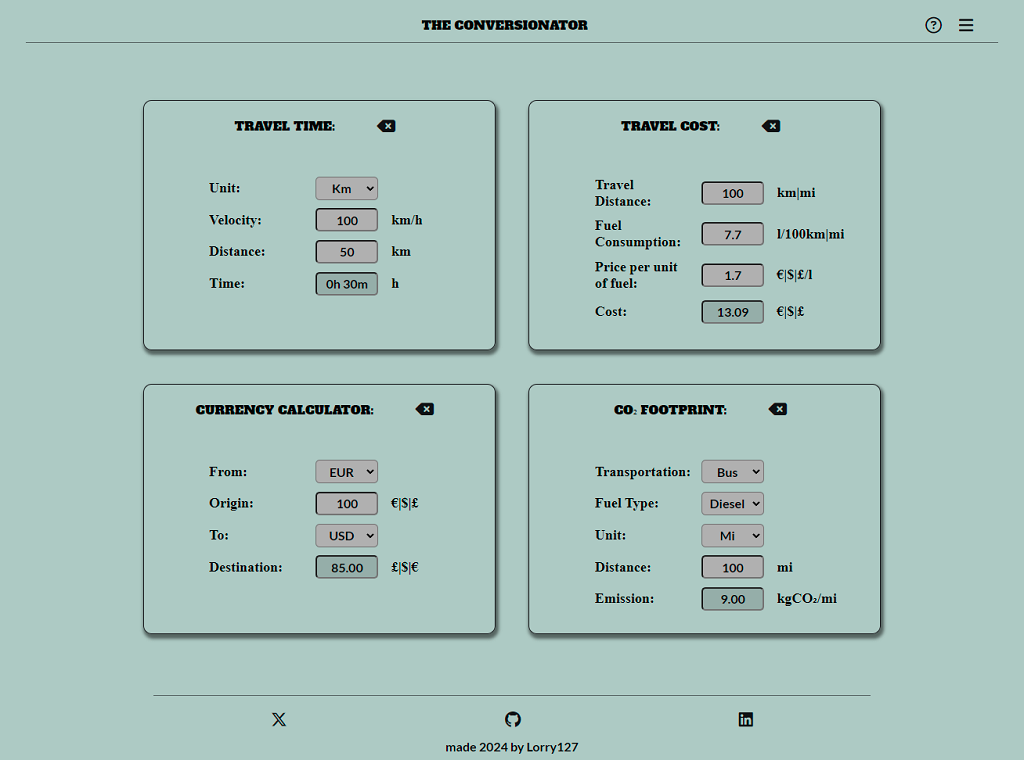 THE CONVERSIONATOR
TRAVEL TIME:
Unit: Km
Velocity: 100 km/h
Distance: 50 km
Time: 0h 30m h
TRAVEL COST:
Travel
Distance: 100 km|mi
Fuel
Consumption: 7.7 l/100km|mi
Price per unit
of fuel: 1.7 €|$|£/l
Cost: 13.09 €|$|£
CURRENCY CALCULATOR:
From: EUR
Origin: 100 €|$|£
To: USD
Destination: 85.00 £|$|€
CO₂ FOOTPRINT:
Transportation: Bus
Fuel Type: Diesel
Unit: Mi
Distance: 100 mi
Emission: 9.00 kgCO₂/mi
made 2024 by Lorry127